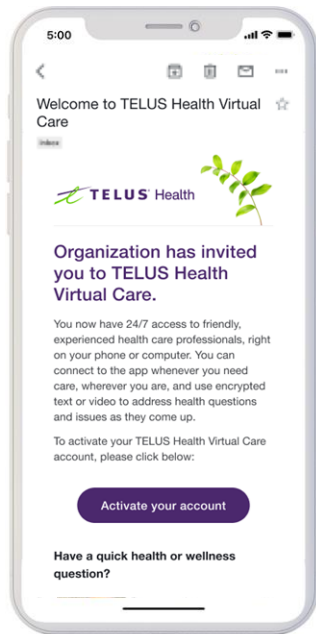 5:00
Welcome to TELUS Health Virtual
Care
Inbox
TELUS Health
Organization has invited
you to TELUS Health
Virtual Care.
You now have 24/7 access to friendly,
experienced health care professionals, right
on your phone or computer. You can
connect to the app whenever you need
care, wherever you are, and use encrypted
text or video to address health questions
and issues as they come up.
To activate your TELUS Health Virtual Care
account, please click below:
Activate your account
Have a quick health or wellness
question?